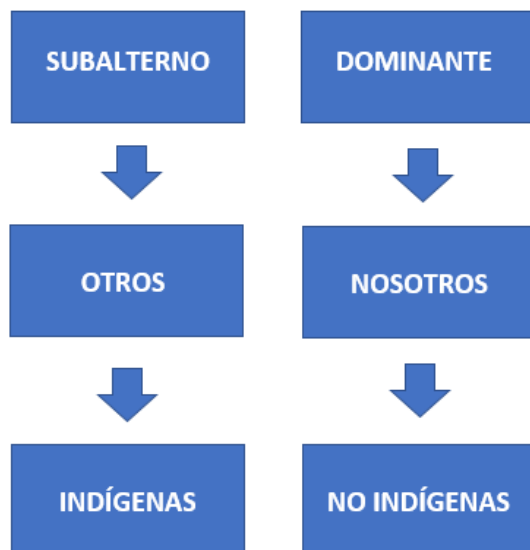 SUBALTERNO
DOMINANTE
OTROS
NOSOTROS
INDÍGENAS
NO INDÍGENAS